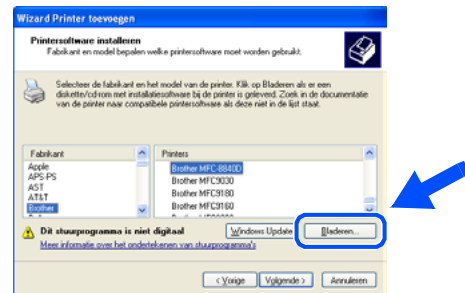 Wizard Printer toevoegen
Printersoftware installeren
Fabrikant en model bepalen welke printersoftware moet worden gebruikt.
Selecteer de fabrikant en het model van de printer. Klik op Bladeren als er een
diskette/cd-rom met installatiesoftware bij de printer is geleverd. Zoek in de documentatie
van de printer naar compatibele printersoftware als deze niet in de lijst staat.
Fabrikant
Apple
APS-PS
AST
AT&T
Brother
Printers
Brother MFC-8840D
Brother MFC9030
Brother MFC9180
Brother MFC9160
Dit stuurprogramma is niet digitaal
Meer informatie over het ondertekenen van stuurprogramma's
Windows Update
Bladeren...
< Vorige
Volgende >
Annuleren